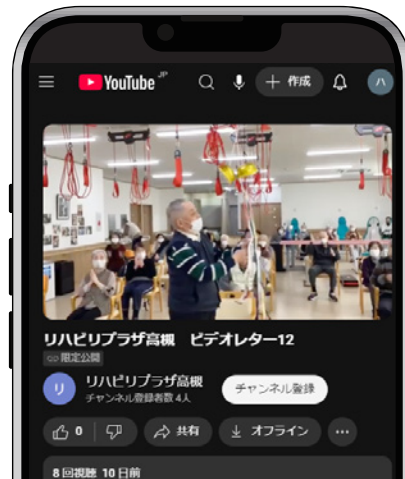 YouTube JP
作成
ハ
リハビリプラザ高槻 ビデオレター12
限定公開
リ
リハビリプラザ高槻
チャンネル登録者数 4人
チャンネル登録
0
共有
オフライン
8 回視聴 10 日前